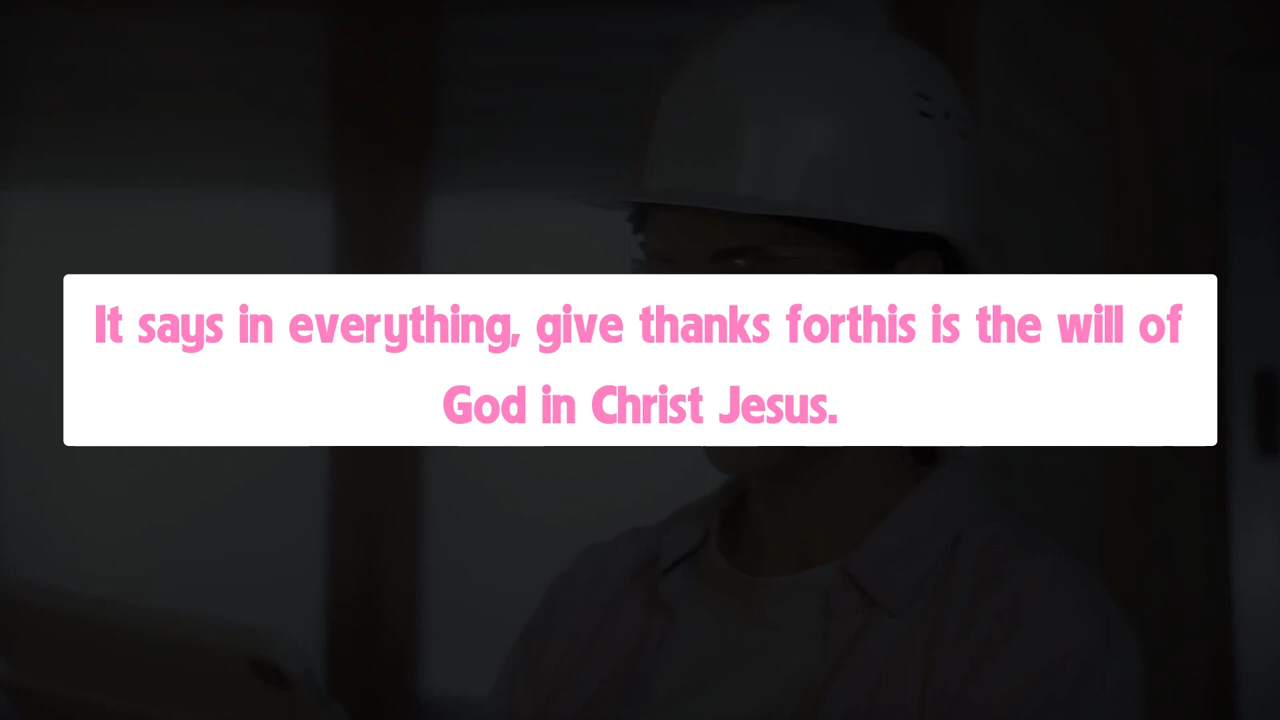 It says in everything, give thanks forthis is the will of
God in Christ Jesus.